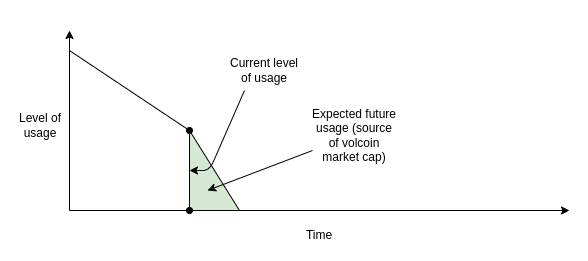 Current level
of usage
Level of
usage
Expected future
usage (source
of volcoin
market cap)
Time